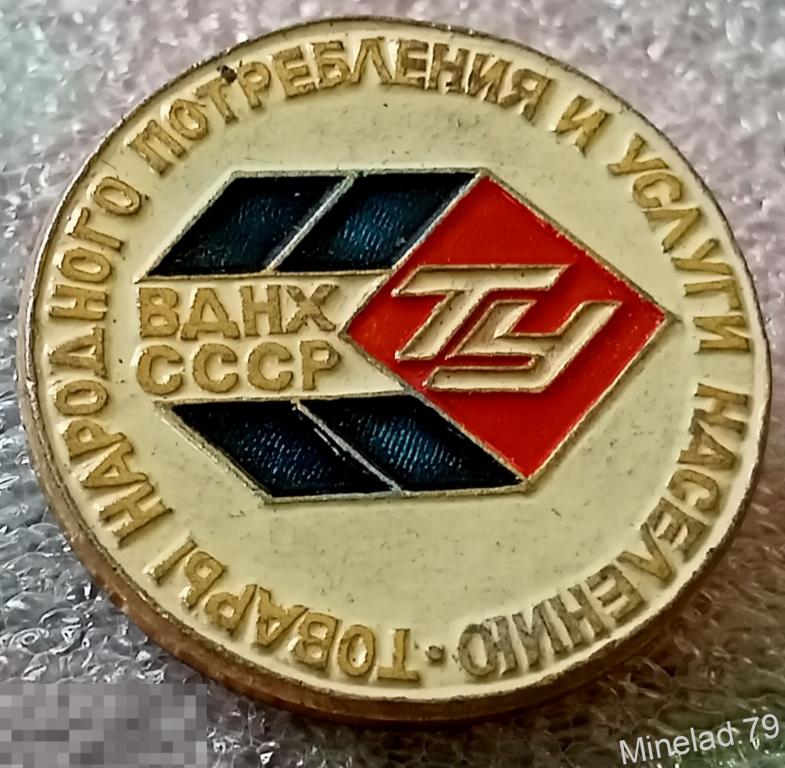 ТОВАРЫ НАРОДНОГО ПОТРЕБЛЕНИЯ И УСЛУГИ НАСЕЛЕНИЮ ·
ВДНХ
СССР
ТУ
Minelad 79